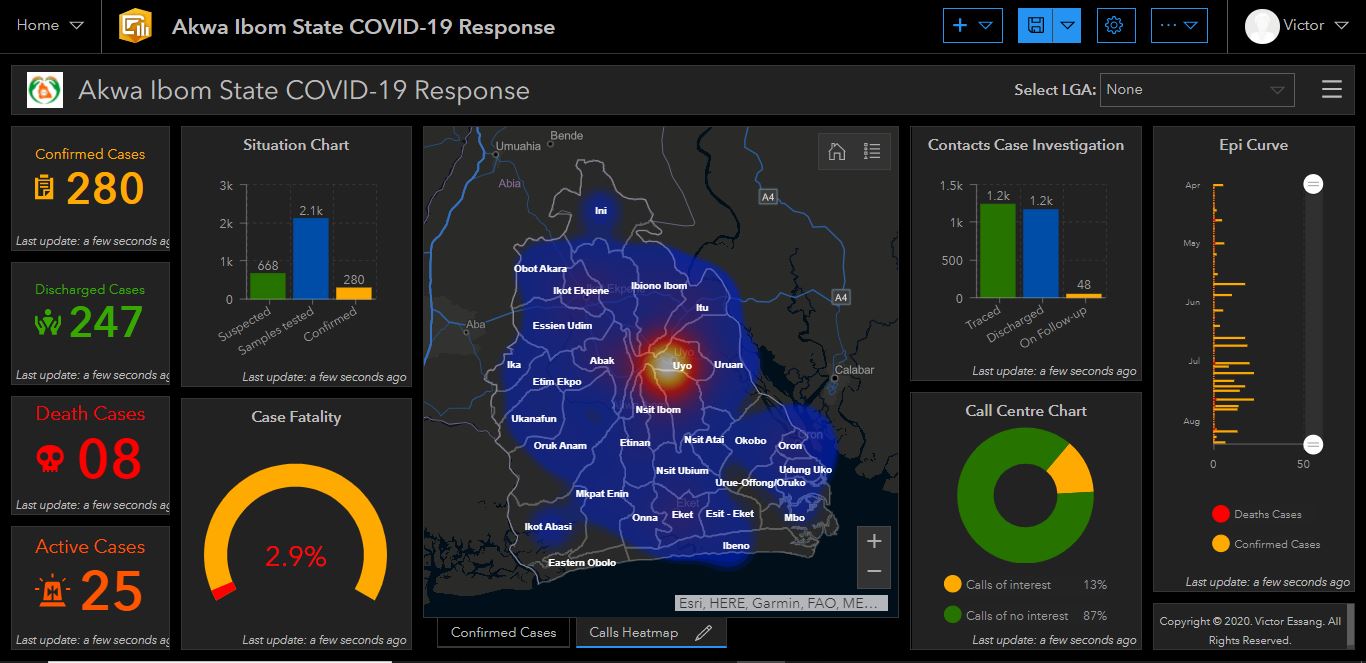 Home
Akwa Ibom State COVID-19 Response
Victor
Akwa Ibom State COVID-19 Response
Select LGA: None
Confirmed Cases
280
Last update: a few seconds ag
Discharged Cases
247
Last update: a few seconds ag
Death Cases
08
Last update: a few seconds ag
Active Cases
25
Last update: a few seconds ag
Situation Chart
3k
2k
1k
0
668
2.1k
280
Suspected
Samples tested
Confirmed
Last update: a few seconds ago
Case Fatality
2.9%
Last update: a few seconds ago
Bende
Umuahia
Abia
A4
Ini
Obot Akara
Ikot Ekpene
Ibiono Ibom
A4
Itu
Aba
Essien Udim
Uyo
Ika
Abak
Uyo
Uruan
Calabar
Etim Ekpo
Nsit Ibom
Ukanafun
Oruk Anam
Etinan
Nsit Atai
Okobo
Oron
Oron
Nsit Ubium
Udung Uko
Urue-Offong/Oruko
Mkpat Enin
Eket
Onna
Eket
Esit - Eket
Mbo
Ikot Abasi
Ibeno
Eastern Obolo
Esri, HERE, Garmin, FAO, ME...
Confirmed Cases
Calls Heatmap
Contacts Case Investigation
1.5k
1k
500
0
1.2k
1.2k
48
Traced
Discharged
On Follow-up
Last update: a few seconds ago
Call Centre Chart
Calls of interest 13%
Calls of no interest 87%
Last update: a few seconds ago
Epi Curve
Apr
May
Jun
Jul
Aug
0 50
Deaths Cases
Confirmed Cases
Last update: a few seconds ago
Copyright © 2020. Victor Essang. All
Rights Reserved.